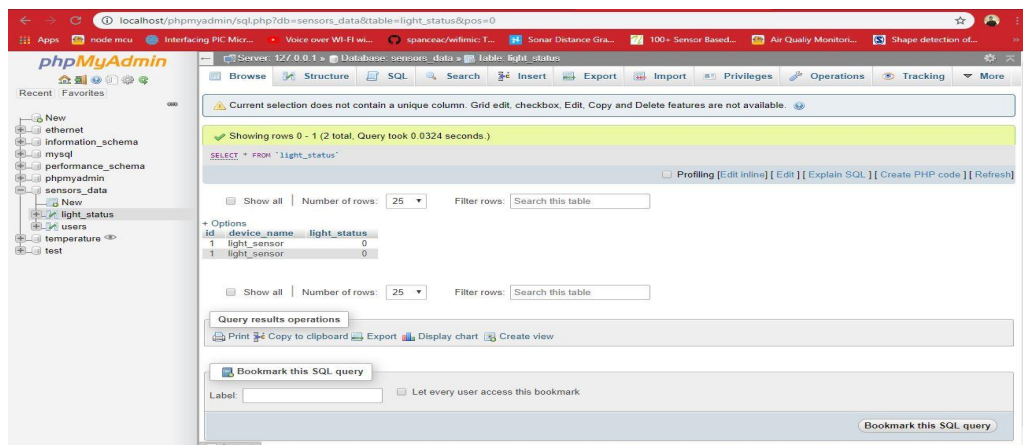 localhost/phpmyadmin/sql.php?db=sensors_data&table=light_status&pos=0
Apps node mcu Interfacing PIC Micr... Voice over WI-FI wi... spanceac/wifimic: T... Sonar Distance Gra... 100+ Sensor Based... Air Qualiy Monitori... Shape detection of...
phpMyAdmin
Recent Favorites
New
ethernet
information_schema
mysql
performance_schema
phpmyadmin
sensors_data
New
light_status
users
temperature
test
Server: 127.0.0.1 » Database: sensors_data » Table: light_status
Browse Structure SQL Search Insert Export Import Privileges Operations Tracking More
Current selection does not contain a unique column. Grid edit, checkbox, Edit, Copy and Delete features are not available.
Showing rows 0 - 1 (2 total, Query took 0.0324 seconds.)
SELECT * FROM `light_status`
Profiling [Edit inline] [ Edit ] [ Explain SQL ] [ Create PHP code ] [ Refresh]
Show all Number of rows: 25 Filter rows: Search this table
+ Options
id device_name light_status
1 light_sensor 0
1 light_sensor 0
Show all Number of rows: 25 Filter rows: Search this table
Query results operations
Print Copy to clipboard Export Display chart Create view
Bookmark this SQL query
Label: Let every user access this bookmark
Bookmark this SQL query